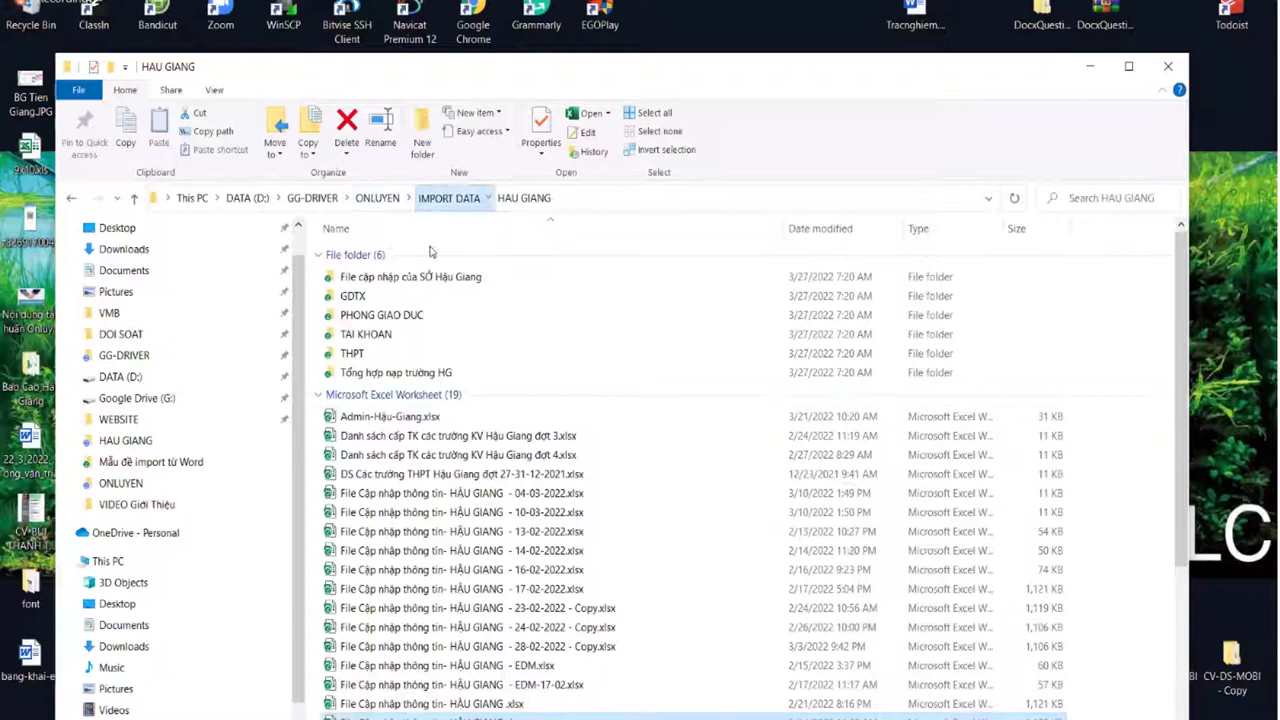 Recycle Bin
ClassIn
Bandicut
Zoom
WinSCP
Bitvise SSH Client
Navicat Premium 12
Google Chrome
Grammarly
EGOPlay
Tracnghiem...
DocxQuesti...
DocxQuesti...
Todoist
HAU GIANG
File
Home
Share
View
Pin to Quick access
Copy
Paste
Cut
Copy path
Paste shortcut
Move to
Copy to
Delete
Rename
New folder
New item
Easy access
Properties
Open
Edit
History
Select all
Select none
Invert selection
Clipboard
Organize
New
Open
Select
This PC
DATA (D:)
GG-DRIVER
ONLUYEN
IMPORT DATA
HAU GIANG
Search HAU GIANG
BG Tien Giang.JPG
9x10.xls
Bao Cao Ha Giang
font
Desktop
Downloads
Documents
Pictures
VMB
DOI SOAT
GG-DRIVER
DATA (D:)
Google Drive (G:)
WEBSITE
HAU GIANG
Mẫu đề import từ Word
ONLUYEN
VIDEO Giới Thiệu
OneDrive - Personal
This PC
3D Objects
Desktop
Documents
Downloads
Music
Pictures
Videos
Name Date modified Type Size
File folder (6)
File cập nhập của SỞ Hậu Giang 3/27/2022 7:20 AM File folder
GDTX 3/27/2022 7:20 AM File folder
PHONG GIAO DUC 3/27/2022 7:20 AM File folder
TAI KHOAN 3/27/2022 7:20 AM File folder
THPT 3/27/2022 7:20 AM File folder
Tổng hợp nạp trường HG 3/27/2022 7:20 AM File folder
Microsoft Excel Worksheet (19)
Admin-Hậu-Giang.xlsx 3/21/2022 10:20 AM Microsoft Excel W... 31 KB
Danh sách cấp TK các trường KV Hậu Giang đợt 3.xlsx 2/24/2022 11:19 AM Microsoft Excel W... 11 KB
Danh sách cấp TK các trường KV Hậu Giang đợt 4.xlsx 2/27/2022 8:29 AM Microsoft Excel W... 11 KB
DS Các trường THPT Hậu Giang đợt 27-31-12-2021.xlsx 12/23/2021 9:41 AM Microsoft Excel W... 11 KB
File Cập nhập thông tin- HẬU GIANG - 04-03-2022.xlsx 3/10/2022 1:49 PM Microsoft Excel W... 11 KB
File Cập nhập thông tin- HẬU GIANG - 10-03-2022.xlsx 3/10/2022 1:50 PM Microsoft Excel W... 11 KB
File Cập nhập thông tin- HẬU GIANG - 13-02-2022.xlsx 2/13/2022 10:27 PM Microsoft Excel W... 54 KB
File Cập nhập thông tin- HẬU GIANG - 14-02-2022.xlsx 2/14/2022 11:20 PM Microsoft Excel W... 50 KB
File Cập nhập thông tin- HẬU GIANG - 16-02-2022.xlsx 2/16/2022 9:23 PM Microsoft Excel W... 74 KB
File Cập nhập thông tin- HẬU GIANG - 17-02-2022.xlsx 2/17/2022 5:04 PM Microsoft Excel W... 1,121 KB
File Cập nhập thông tin- HẬU GIANG - 23-02-2022 - Copy.xlsx 2/24/2022 10:56 AM Microsoft Excel W... 1,119 KB
File Cập nhập thông tin- HẬU GIANG - 24-02-2022 - Copy.xlsx 2/26/2022 10:00 PM Microsoft Excel W... 1,106 KB
File Cập nhập thông tin- HẬU GIANG - 28-02-2022 - Copy.xlsx 3/3/2022 9:42 PM Microsoft Excel W... 1,106 KB
File Cập nhập thông tin- HẬU GIANG - EDM.xlsx 2/15/2022 3:37 PM Microsoft Excel W... 60 KB
File Cập nhập thông tin- HẬU GIANG - EDM-17-02.xlsx 2/17/2022 11:17 AM Microsoft Excel W... 57 KB
File Cập nhập thông tin- HẬU GIANG .xlsx 2/21/2022 8:16 PM Microsoft Excel W... 1,121 KB
LC
CV-DS-MOBI - Copy